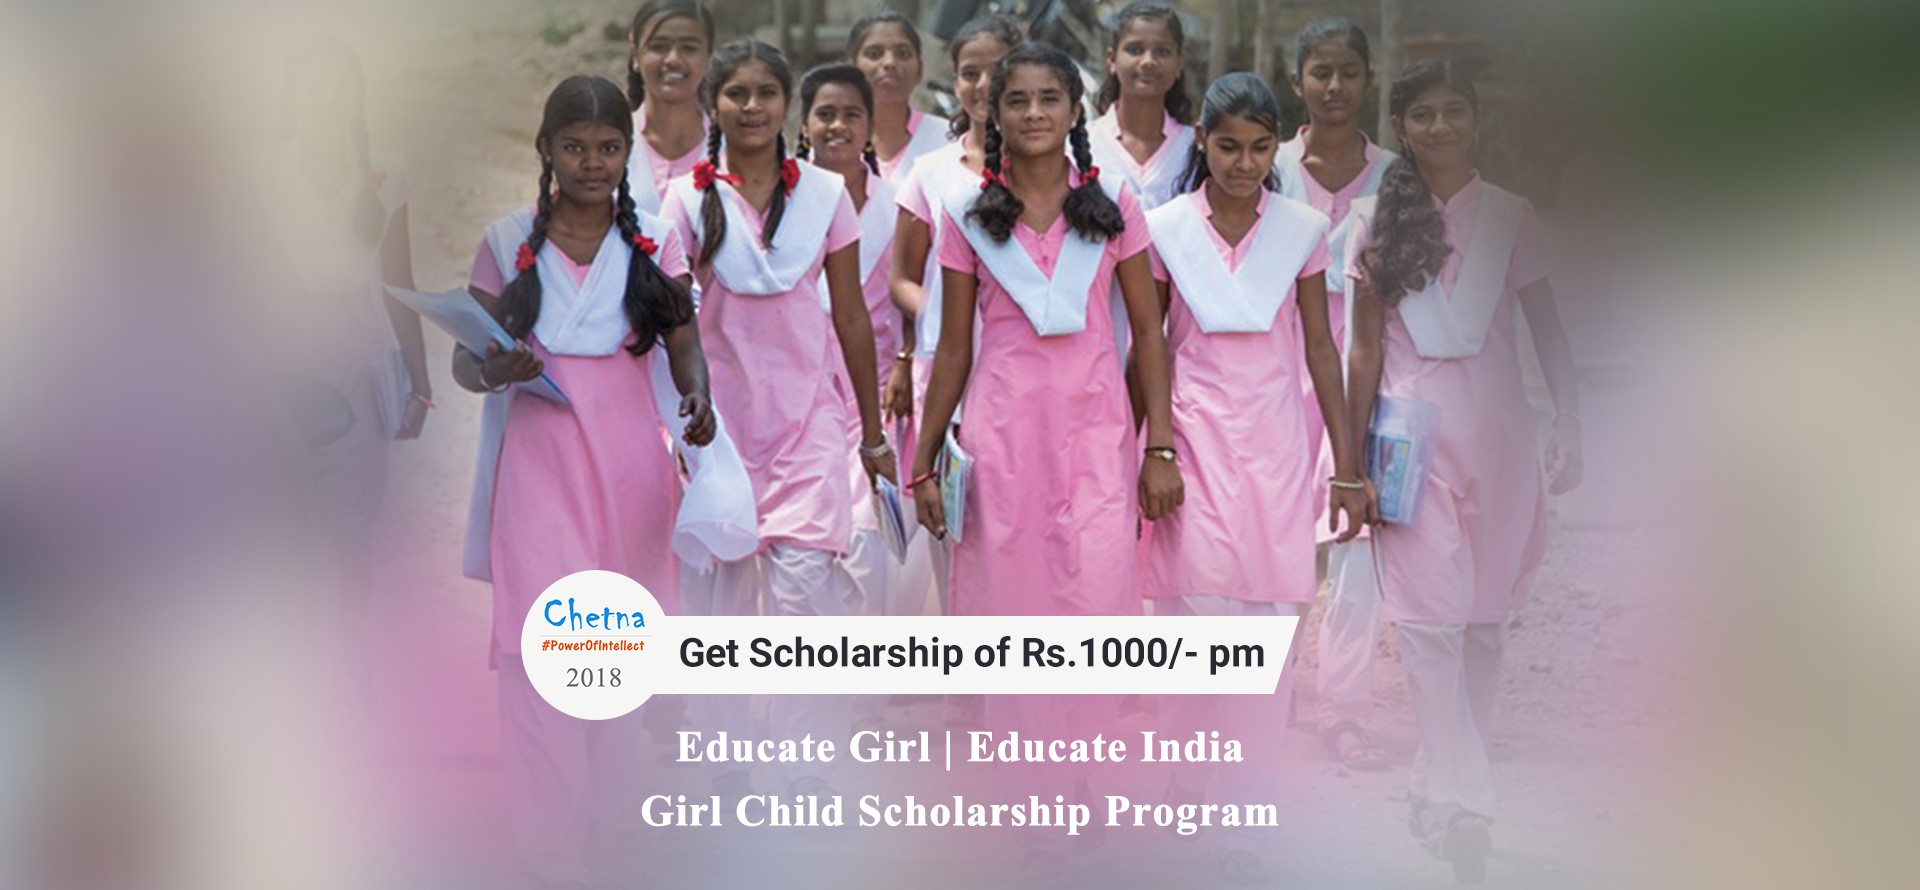 Chetna
#PowerOfIntellect
2018
Get Scholarship of Rs.1000/- pm
Educate Girl | Educate India
Girl Child Scholarship Program